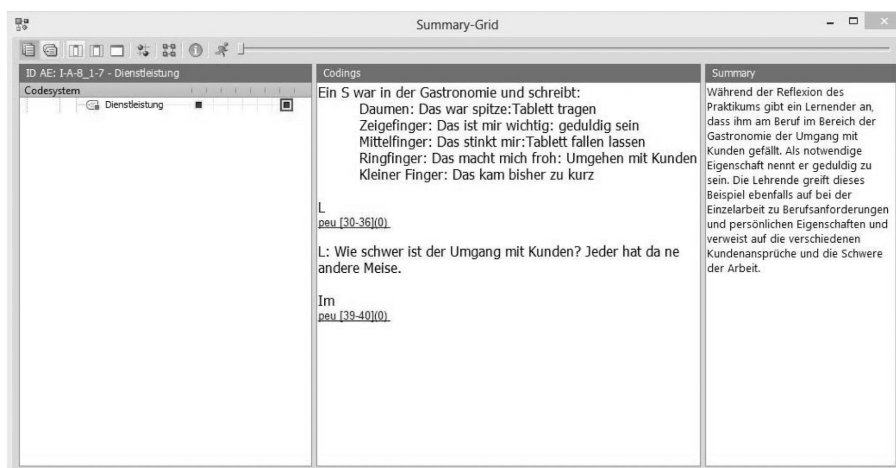 Summary-Grid
ID AE: I-A-8_1-7 - Dienstleistung
Codesystem
Dienstleistung
Codings
Ein S war in der Gastronomie und schreibt:
Daumen: Das war spitze:Tablett tragen
Zeigefinger: Das ist mir wichtig: geduldig sein
Mittelfinger: Das stinkt mir:Tablett fallen lassen
Ringfinger: Das macht mich froh: Umgehen mit Kunden
Kleiner Finger: Das kam bisher zu kurz
L
peu [30-36](0)
L: Wie schwer ist der Umgang mit Kunden? Jeder hat da ne
andere Meise.
Im
peu [39-40](0)
Summary
Während der Reflexion des
Praktikums gibt ein Lernender an,
dass ihm am Beruf im Bereich der
Gastronomie der Umgang mit
Kunden gefällt. Als notwendige
Eigenschaft nennt er geduldig zu
sein. Die Lehrende greift dieses
Beispiel ebenfalls auf bei der
Einzelarbeit zu Berufsanforderungen
und persönlichen Eigenschaften und
verweist auf die verschiedenen
Kundenansprüche und die Schwere
der Arbeit.